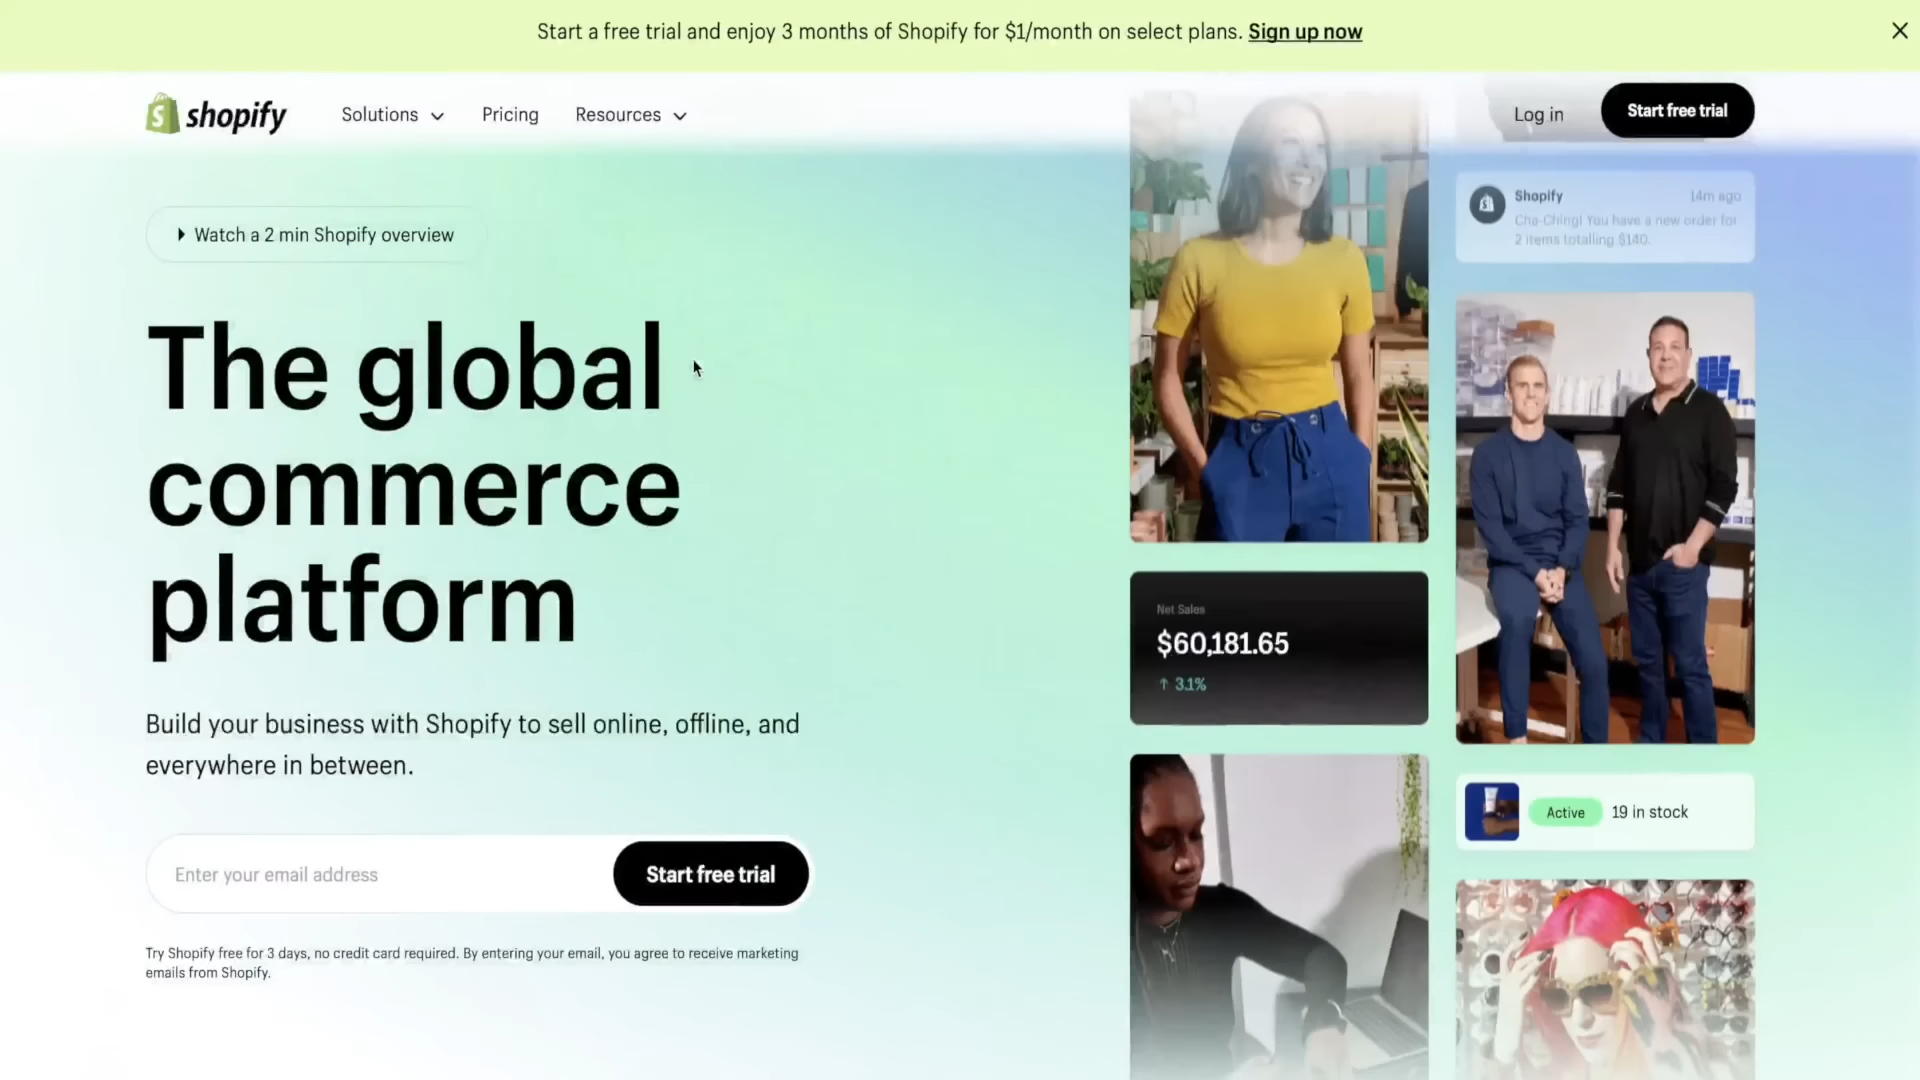 Start a free trial and enjoy 3 months of Shopify for $1/month on select plans. Sign up now
shopify
Solutions
Pricing
Resources
Log in
Start free trial
Watch a 2 min Shopify overview
The global
commerce
platform
Build your business with Shopify to sell online, offline, and
everywhere in between.
Enter your email address
Start free trial
Try Shopify free for 3 days, no credit card required. By entering your email, you agree to receive marketing
emails from Shopify.
Net Sales
$60,181.65
↑ 3.1%
Shopify 14m ago
Cha-Ching! You have a new order for
2 items totalling $140.
Active 19 in stock